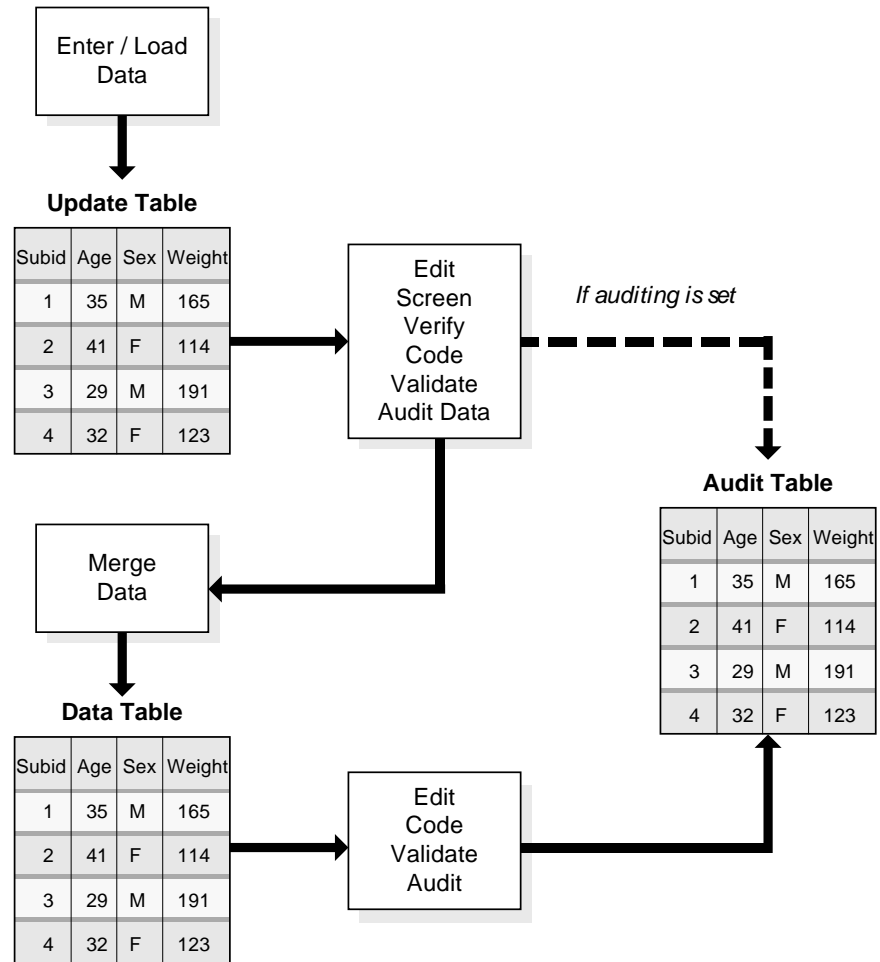 Enter / Load
Data
Update Table
Subid Age Sex Weight
1 35 M 165
2 41 F 114
3 29 M 191
4 32 F 123
Edit
Screen
Verify
Code
Validate
Audit Data
If auditing is set
Audit Table
Subid Age Sex Weight
1 35 M 165
2 41 F 114
3 29 M 191
4 32 F 123
Merge
Data
Data Table
Subid Age Sex Weight
1 35 M 165
2 41 F 114
3 29 M 191
4 32 F 123
Edit
Code
Validate
Audit